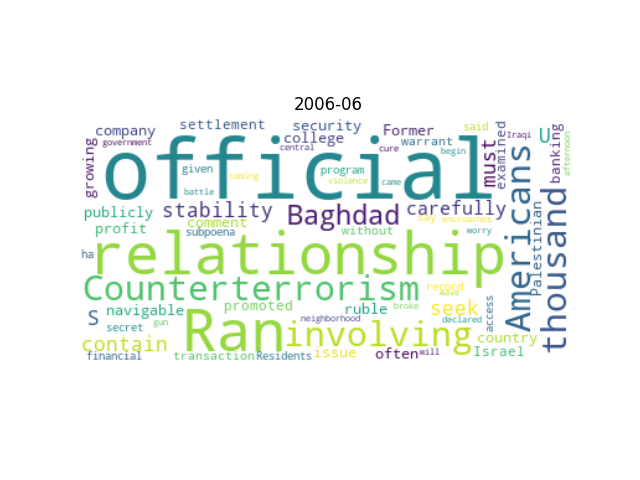 2006-06
company
settlement
security
Former
said
government
college
warrant
must
examined
Iraqi
U
banking
afternoon
growing
official
central
cure
begin
given
coming
program
battle
violence
came
publicly
stability
Baghdad
carefully
Americans
Palestinian
thousand
profit
comment
subpoena
without
say
encroaches
worry
ha
relationship
Counterterrorism
record
have
navigable
promoted
ruble
broke
seek
access
S
secret
gun
Ran
neighborhood
involving
declared
country
contain
financial
transaction
Residents
issue
often
will
Israel